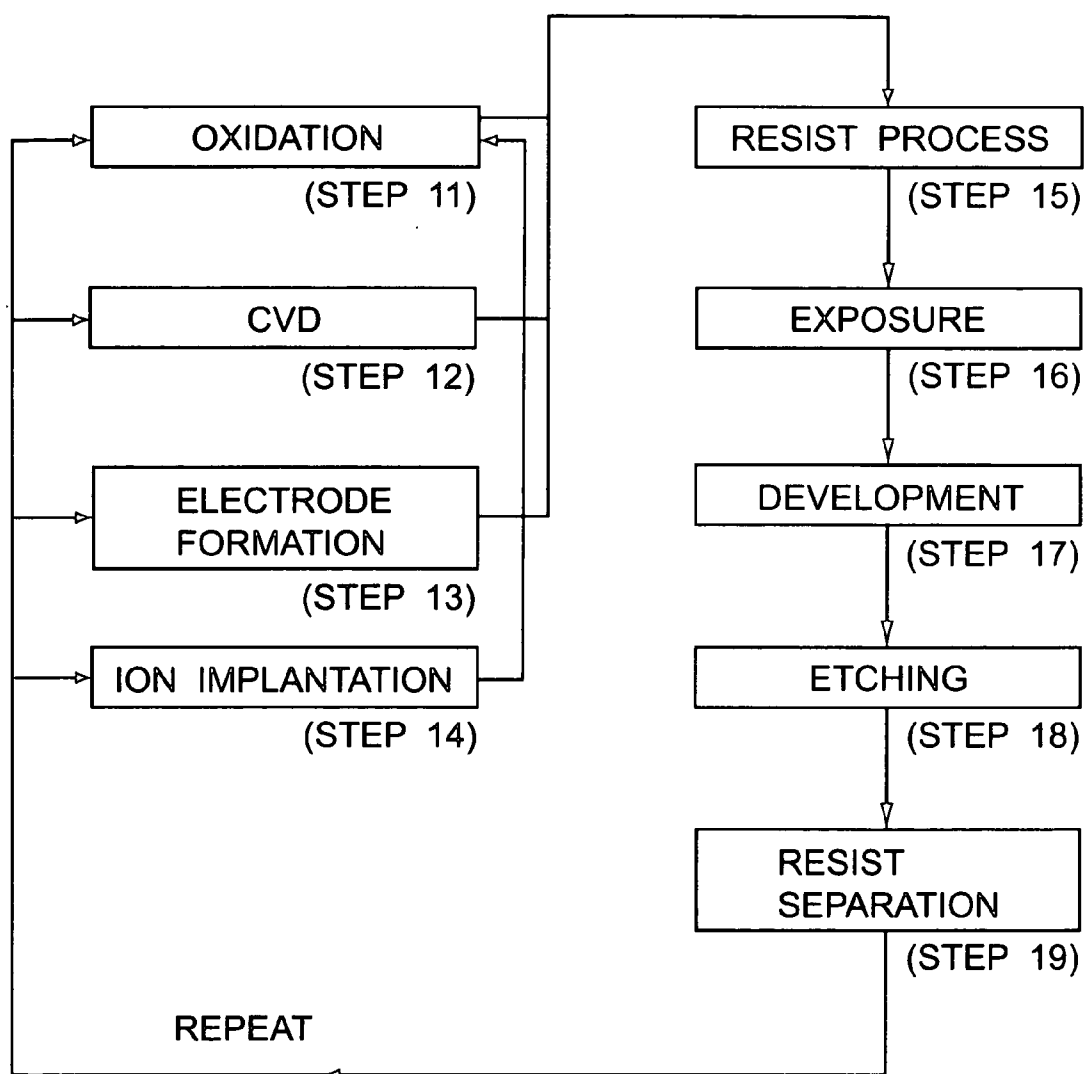 OXIDATION
(STEP 11)
CVD
(STEP 12)
ELECTRODE
FORMATION
(STEP 13)
ION IMPLANTATION
(STEP 14)
RESIST PROCESS
(STEP 15)
EXPOSURE
(STEP 16)
DEVELOPMENT
(STEP 17)
ETCHING
(STEP 18)
RESIST
SEPARATION
(STEP 19)
REPEAT